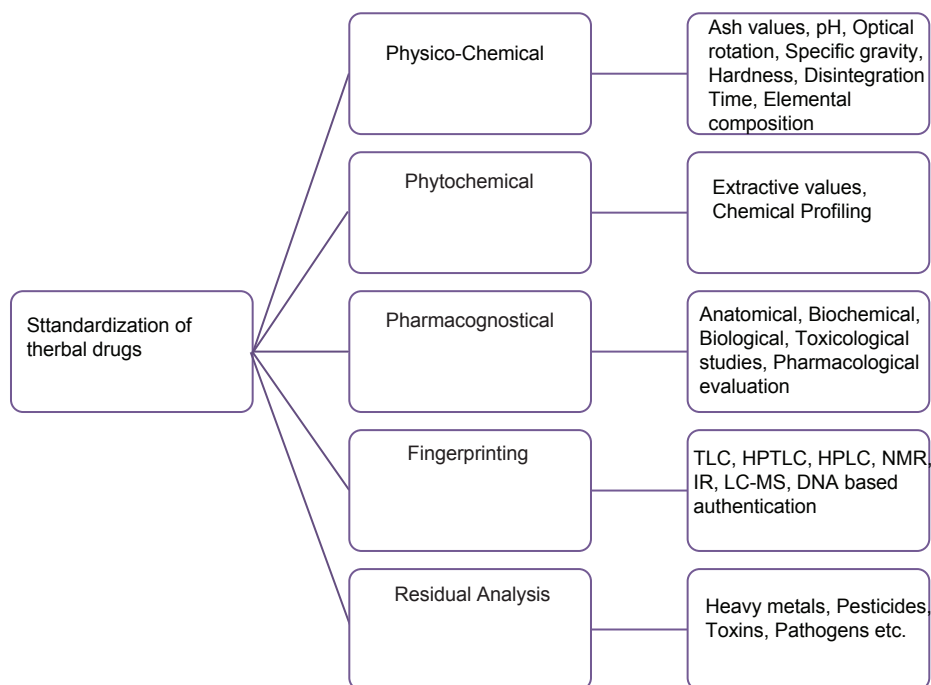 Sttandardization of
therbal drugs
Physico-Chemical
Ash values, pH, Optical
rotation, Specific gravity,
Hardness, Disintegration
Time, Elemental
composition
Phytochemical
Extractive values,
Chemical Profiling
Pharmacognostical
Anatomical, Biochemical,
Biological, Toxicological
studies, Pharmacological
evaluation
Fingerprinting
TLC, HPTLC, HPLC, NMR,
IR, LC-MS, DNA based
authentication
Residual Analysis
Heavy metals, Pesticides,
Toxins, Pathogens etc.